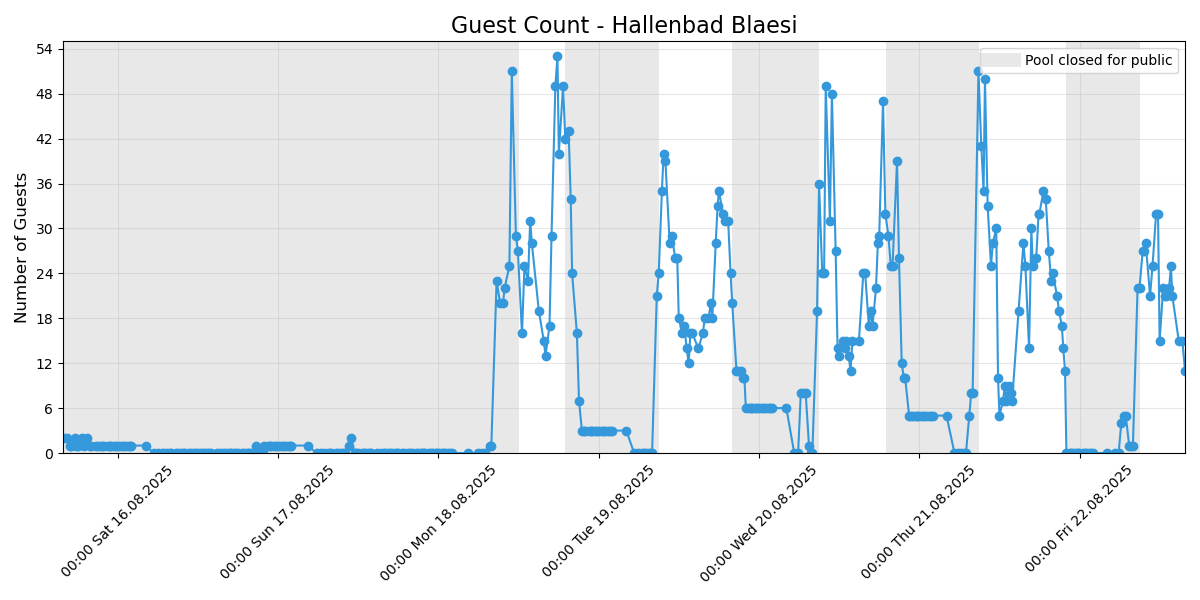 Guest Count - Hallenbad Blaesi
Pool closed for public
Number of Guests
54
48
42
36
30
24
18
12
6
0
00:00 Sat 16.08.2025
00:00 Sun 17.08.2025
00:00 Mon 18.08.2025
00:00 Tue 19.08.2025
00:00 Wed 20.08.2025
00:00 Thu 21.08.2025
00:00 Fri 22.08.2025